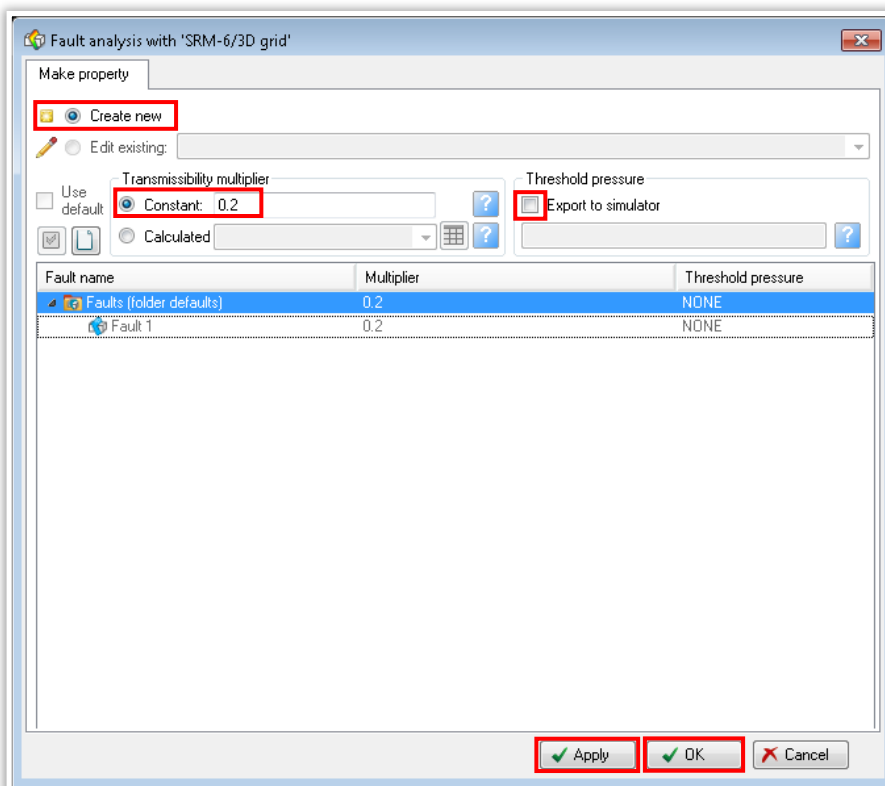 Fault analysis with 'SRM-6/3D grid'
Make property
Create new
Edit existing:
Use default
Transmissibility multiplier
Constant: 0.2
Calculated
Threshold pressure
Export to simulator
Fault name Multiplier Threshold pressure
Faults (folder defaults) 0.2 NONE
Fault 1 0.2 NONE
Apply OK Cancel